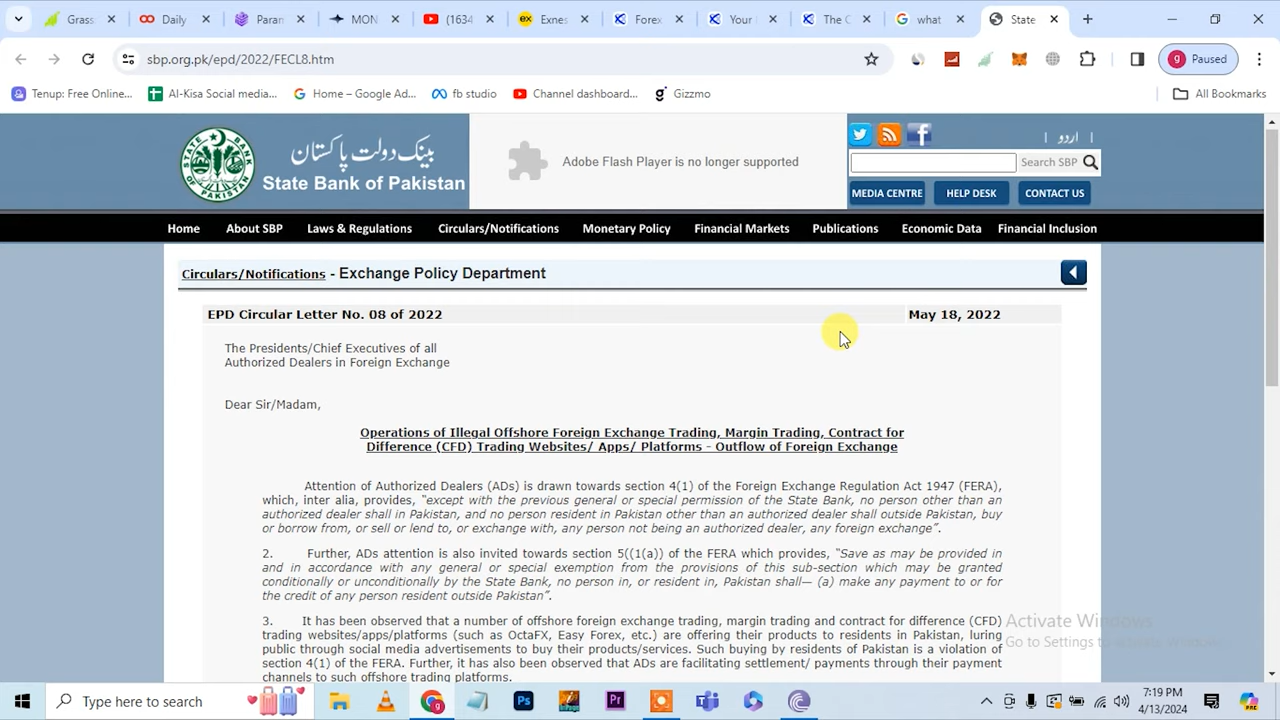 Grass
Daily
Paran
MON
(1634
Exnes
Forex
Your
The C
what
State
sbp.org.pk/epd/2022/FECL8.htm
g
Paused
Tenup: Free Online...
Al-Kisa Social media...
Home – Google Ad...
fb studio
Channel dashboard...
Gizmmo
All Bookmarks
بینک دولت پاکستان
State Bank of Pakistan
Adobe Flash Player is no longer supported
| اردو |
Search SBP
MEDIA CENTRE
HELP DESK
CONTACT US
Home
About SBP
Laws & Regulations
Circulars/Notifications
Monetary Policy
Financial Markets
Publications
Economic Data
Financial Inclusion
Circulars/Notifications - Exchange Policy Department
EPD Circular Letter No. 08 of 2022
May 18, 2022
The Presidents/Chief Executives of all
Authorized Dealers in Foreign Exchange
Dear Sir/Madam,
Operations of Illegal Offshore Foreign Exchange Trading, Margin Trading, Contract for
Difference (CFD) Trading Websites/ Apps/ Platforms - Outflow of Foreign Exchange
Attention of Authorized Dealers (ADs) is drawn towards section 4(1) of the Foreign Exchange Regulation Act 1947 (FERA),
which, inter alia, provides, “except with the previous general or special permission of the State Bank, no person other than an
authorized dealer shall in Pakistan, and no person resident in Pakistan other than an authorized dealer shall outside Pakistan, buy
or borrow from, or sell or lend to, or exchange with, any person not being an authorized dealer, any foreign exchange”.
2. Further, ADs attention is also invited towards section 5((1(a)) of the FERA which provides, “Save as may be provided in
and in accordance with any general or special exemption from the provisions of this sub-section which may be granted
conditionally or unconditionally by the State Bank, no person in, or resident in, Pakistan shall— (a) make any payment to or for
the credit of any person resident outside Pakistan”.
3. It has been observed that a number of offshore foreign exchange trading, margin trading and contract for difference (CFD)
trading websites/apps/platforms (such as OctaFX, Easy Forex, etc.) are offering their products to residents in Pakistan, luring
public through social media advertisements to buy their products/services. Such buying by residents of Pakistan is a violation of
section 4(1) of the FERA. Further, it has also been observed that ADs are facilitating settlement/ payments through their payment
channels to such offshore trading platforms.
Activate Windows
Go to Settings to activate Windows.
Type here to search
Ps
Pr
7:19 PM
4/13/2024